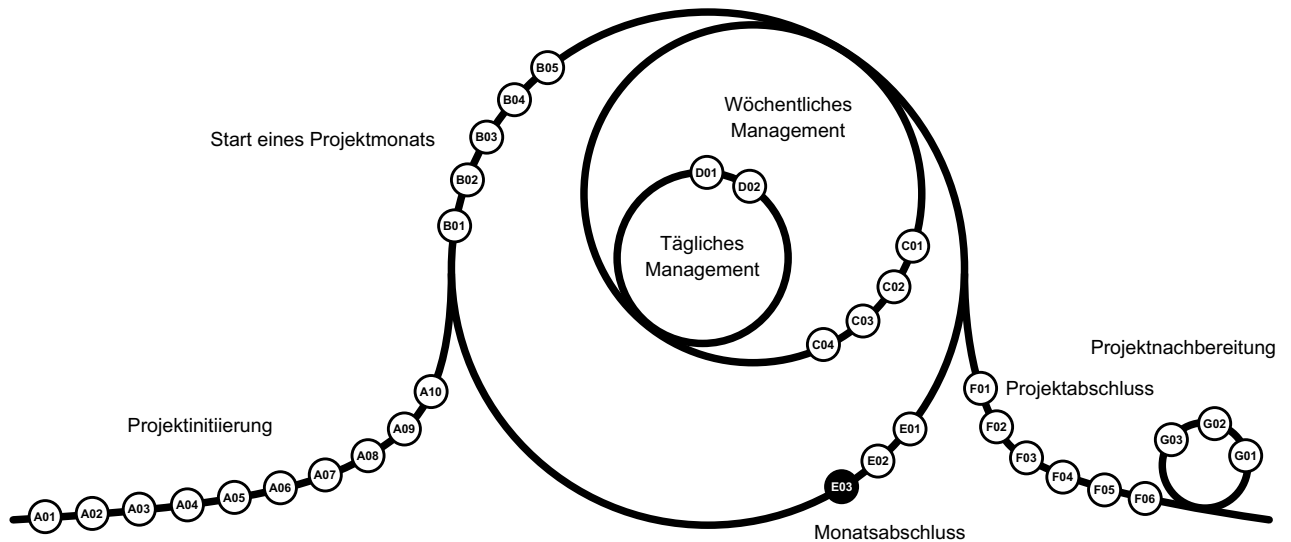 B05
B04
B03
B02
B01
Start eines Projektmonats
Wöchentliches
Management
D01
D02
Tägliches
Management
C01
C02
C03
C04
Projektinitiierung
A01
A02
A03
A04
A05
A06
A07
A08
A09
A10
E01
E02
E03
Monatsabschluss
Projektnachbereitung
Projektabschluss
F01
F02
F03
F04
F05
F06
G03
G02
G01